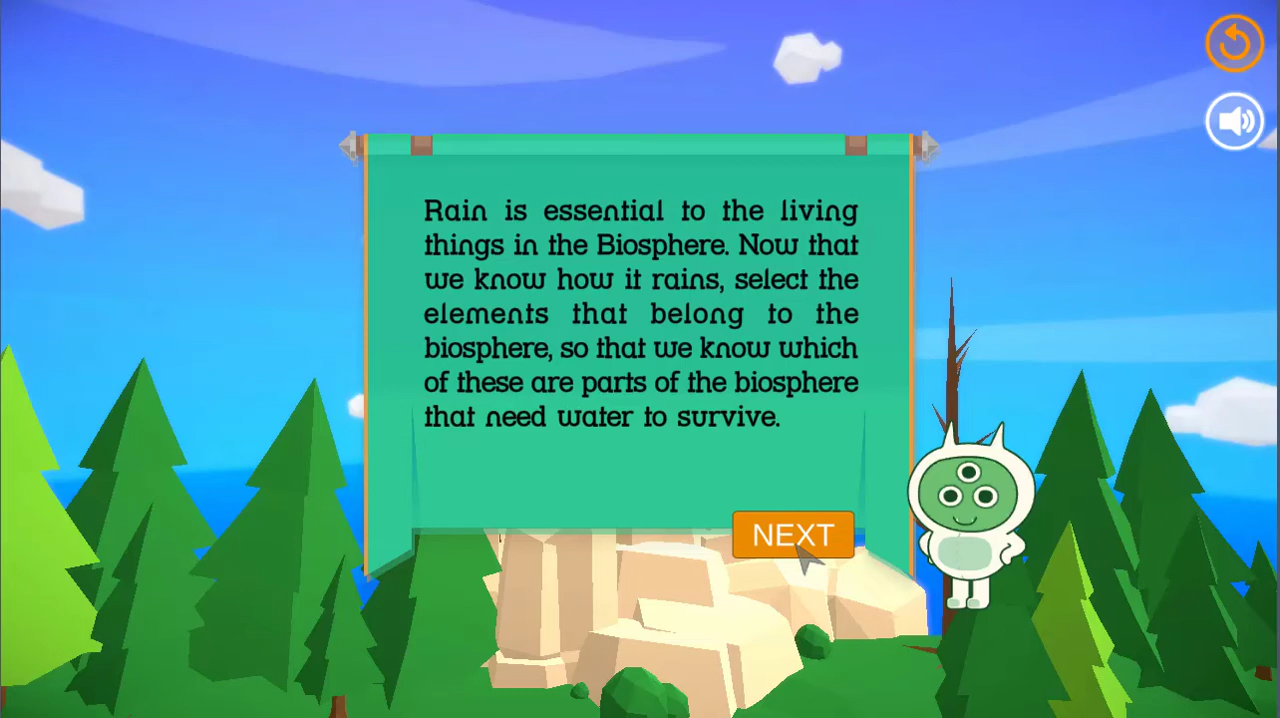 Rain is essential to the living
things in the Biosphere. Now that
we know how it rains, select the
elements that belong to the
biosphere, so that we know which
of these are parts of the biosphere
that need water to survive.
NEXT